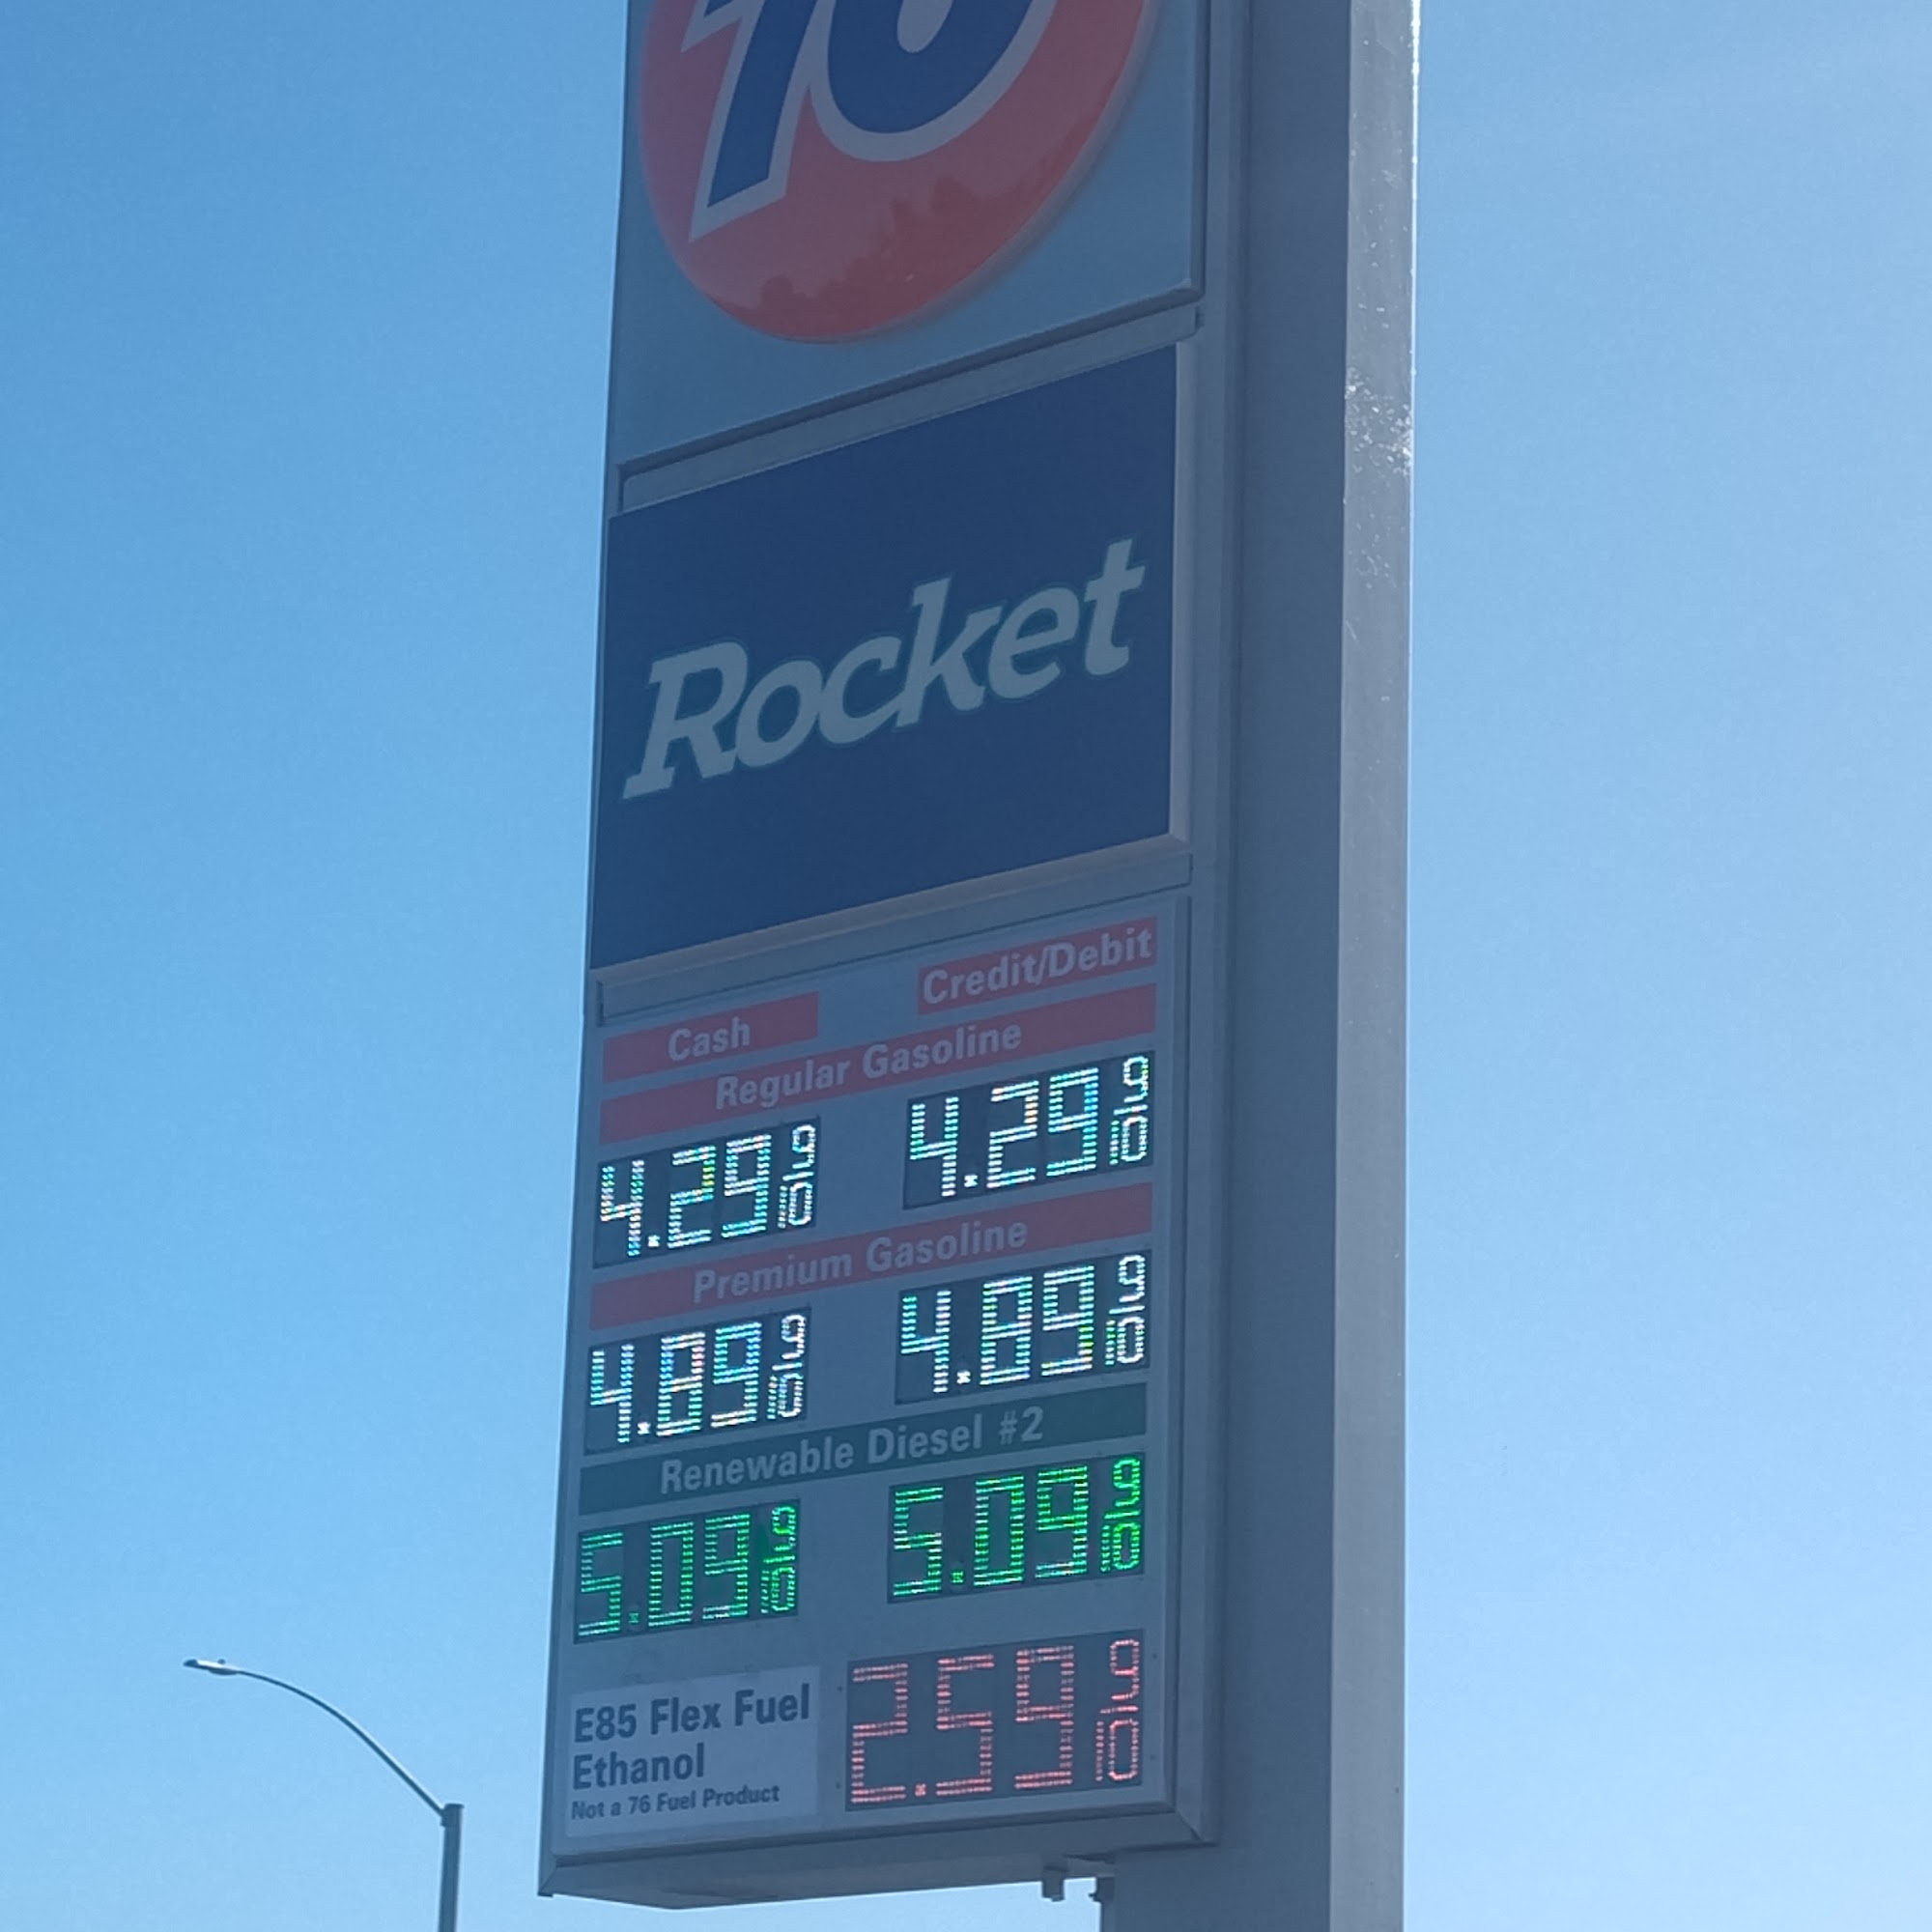 76
Rocket
Cash Credit/Debit
Regular Gasoline
4.29 9/10 4.29 9/10
Premium Gasoline
4.89 9/10 4.89 9/10
Renewable Diesel #2
5.09 9/10 5.09 9/10
E85 Flex Fuel
Ethanol
Not a 76 Fuel Product
2.59 9/10